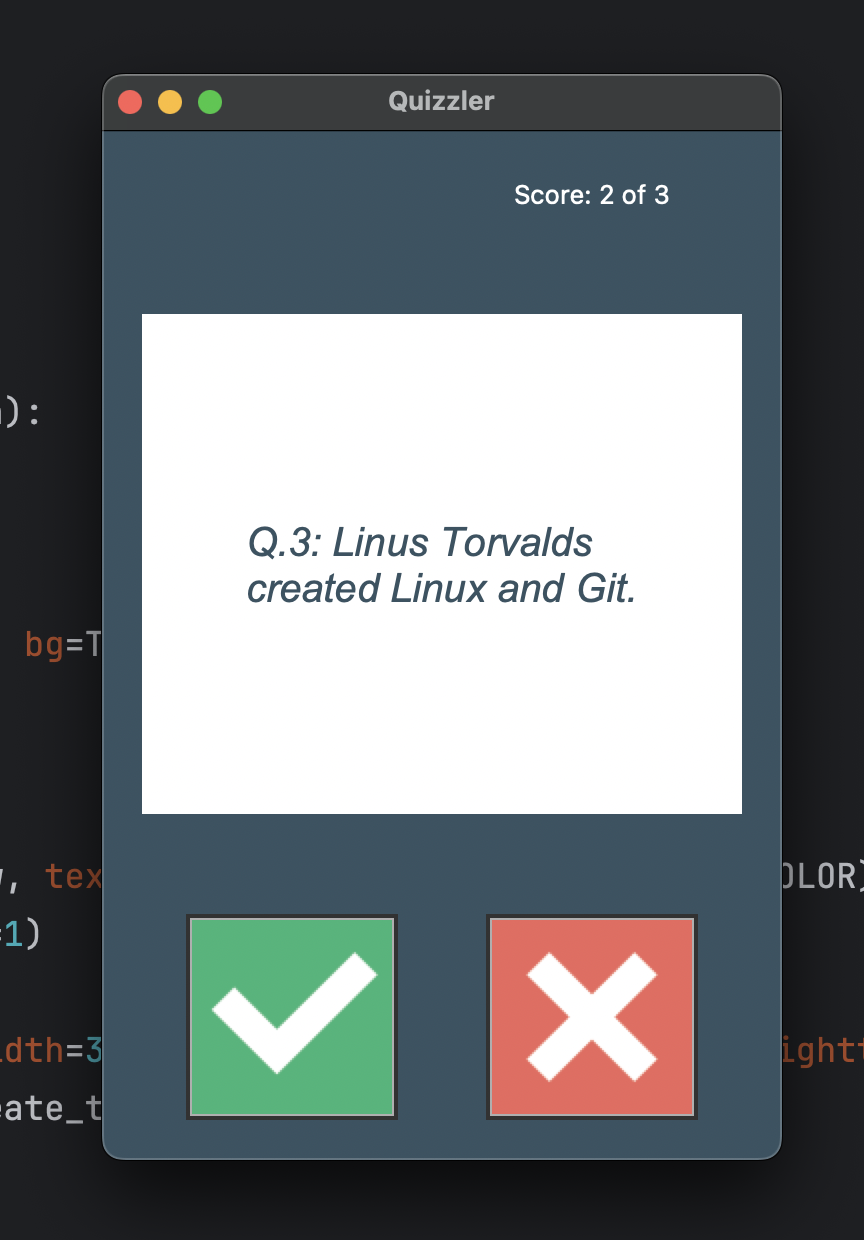 Quizzler
Score: 2 of 3
):
Q.3: Linus Torvalds
created Linux and Git.
bg=T
, tex
OLOR)
=1)
dth=3
ight
eate_t